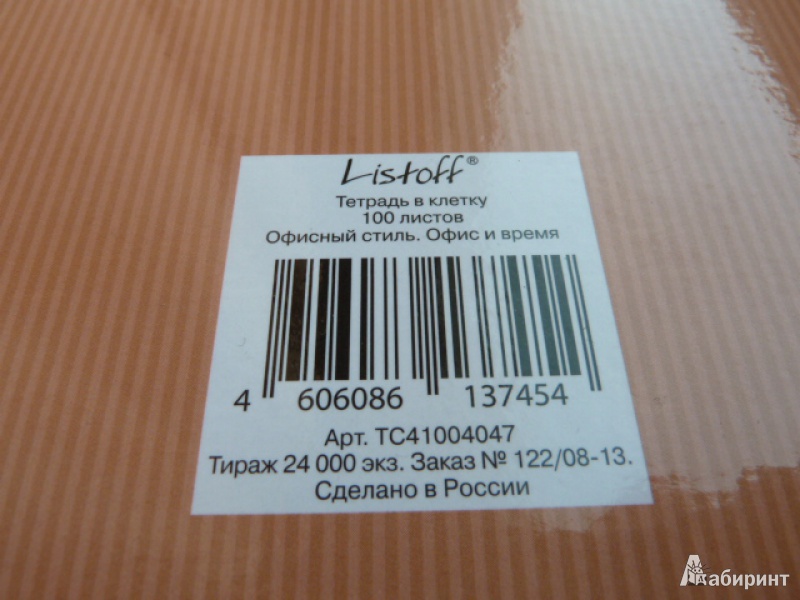 Listoff®
Тетрадь в клетку
100 листов
Офисный стиль. Офис и время
4 606086 137454
Арт. ТС41004047
Тираж 24 000 экз. Заказ № 122/08-13.
Сделано в России
Лабиринт